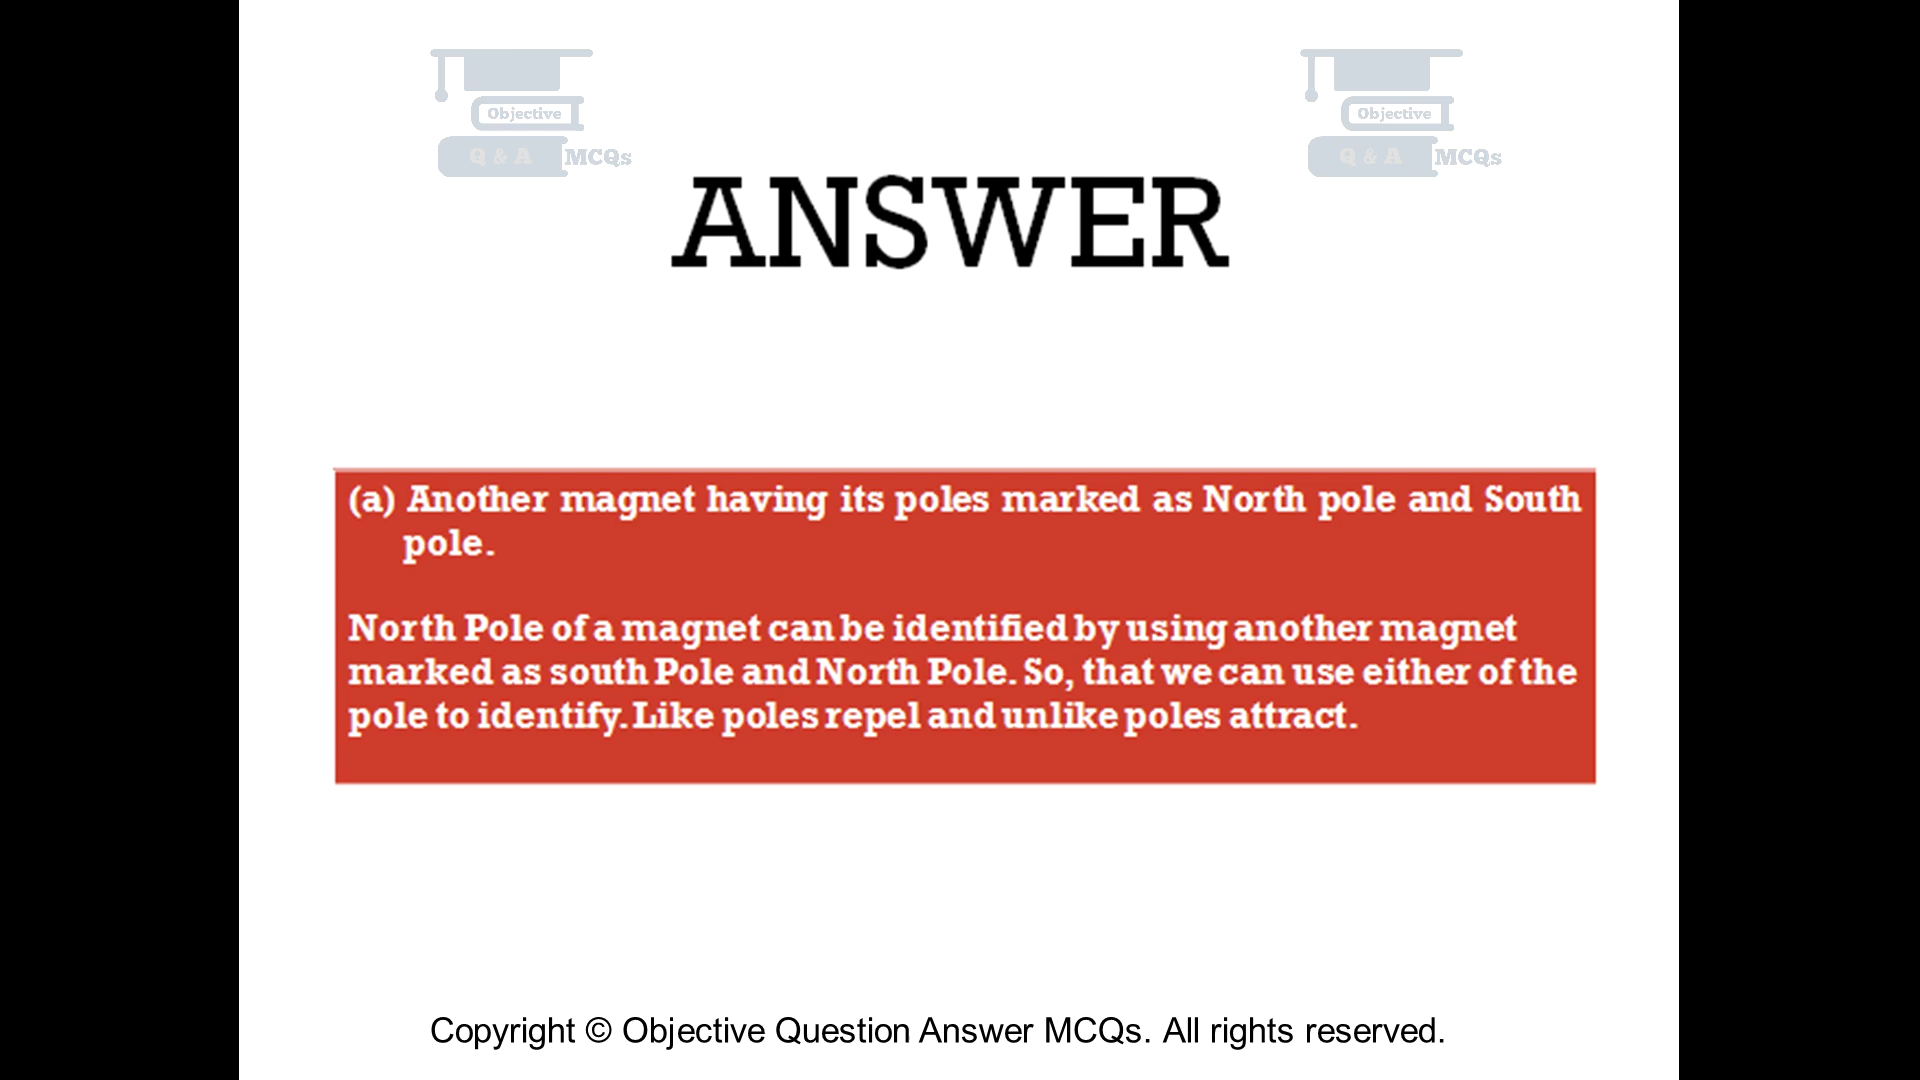 Objective
Q & A MCQs
Objective
Q & A MCQs
ANSWER
(a) Another magnet having its poles marked as North pole and South
pole.
North Pole of a magnet can be identified by using another magnet
marked as south Pole and North Pole. So, that we can use either of the
pole to identify. Like poles repel and unlike poles attract.
Copyright © Objective Question Answer MCQs. All rights reserved.